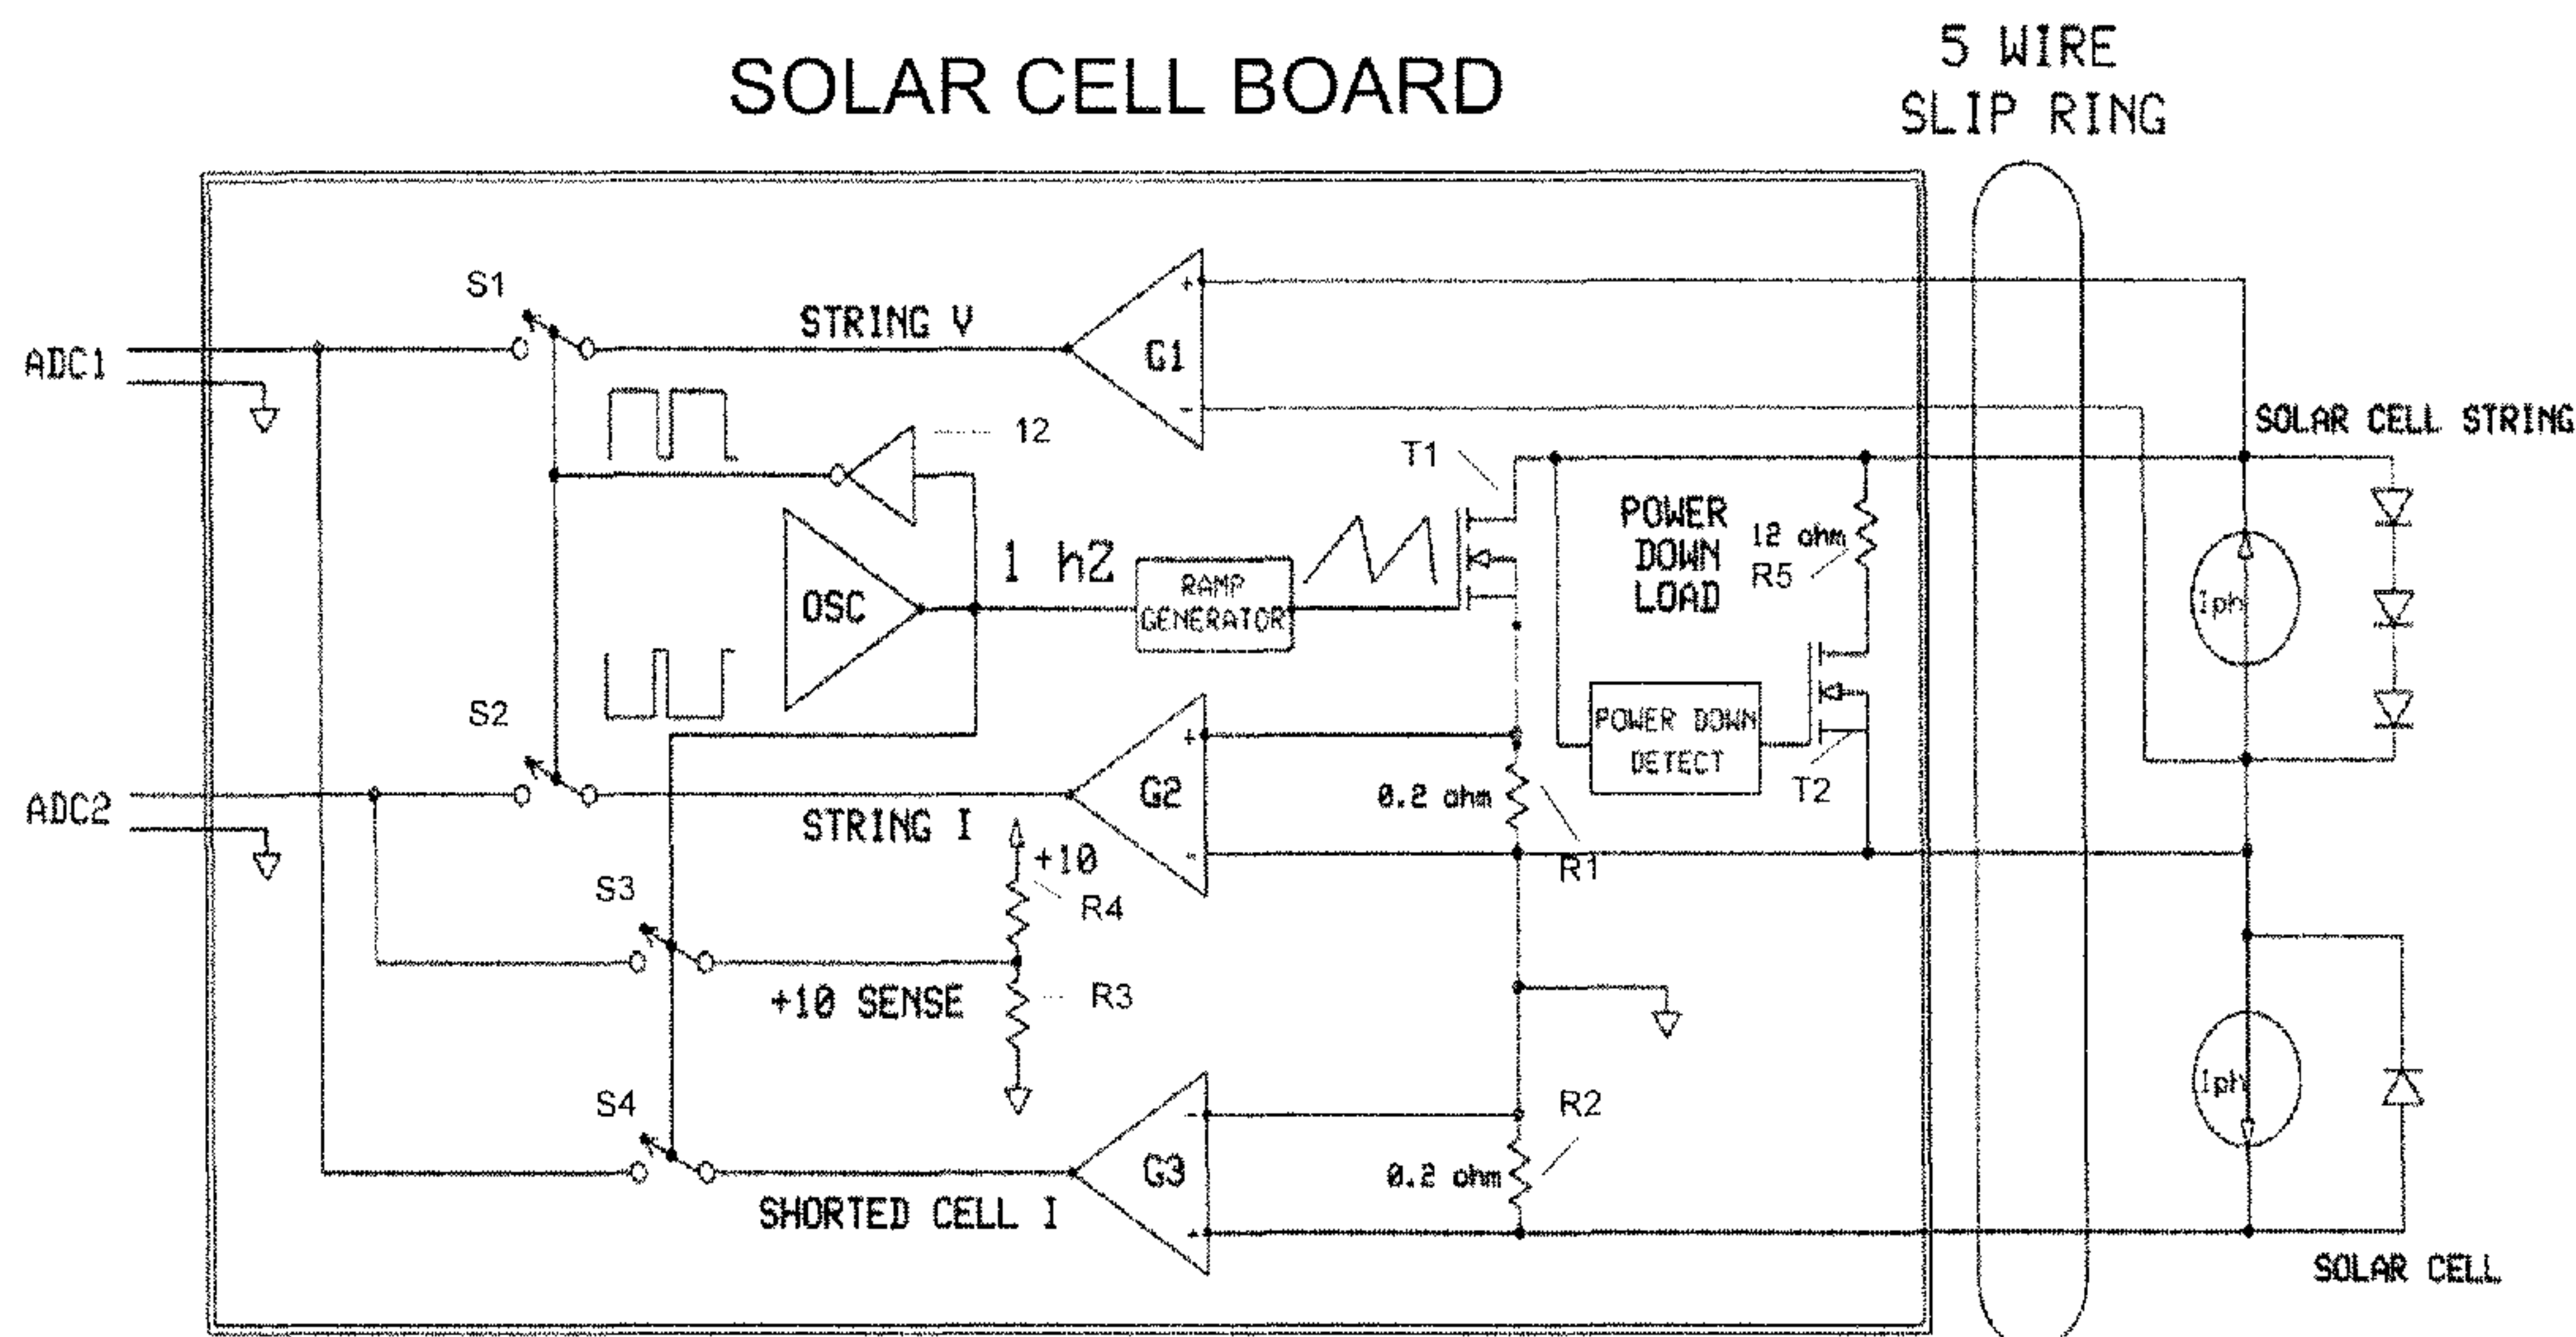 SOLAR CELL BOARD
5 WIRE
SLIP RING
S1
STRING V
ADC1
G1
+
-
12
SOLAR CELL STRING
T1
POWER
DOWN
LOAD
12 ohm
R5
1 h2
OSC
RAMP
GENERATOR
Iph
S2
+
-
G2
0.2 ohm
R1
POWER DOWN
DETECT
T2
ADC2
STRING I
+10
R4
S3
+10 SENSE
R3
S4
-
+
G3
R2
0.2 ohm
Iph
SHORTED CELL I
SOLAR CELL